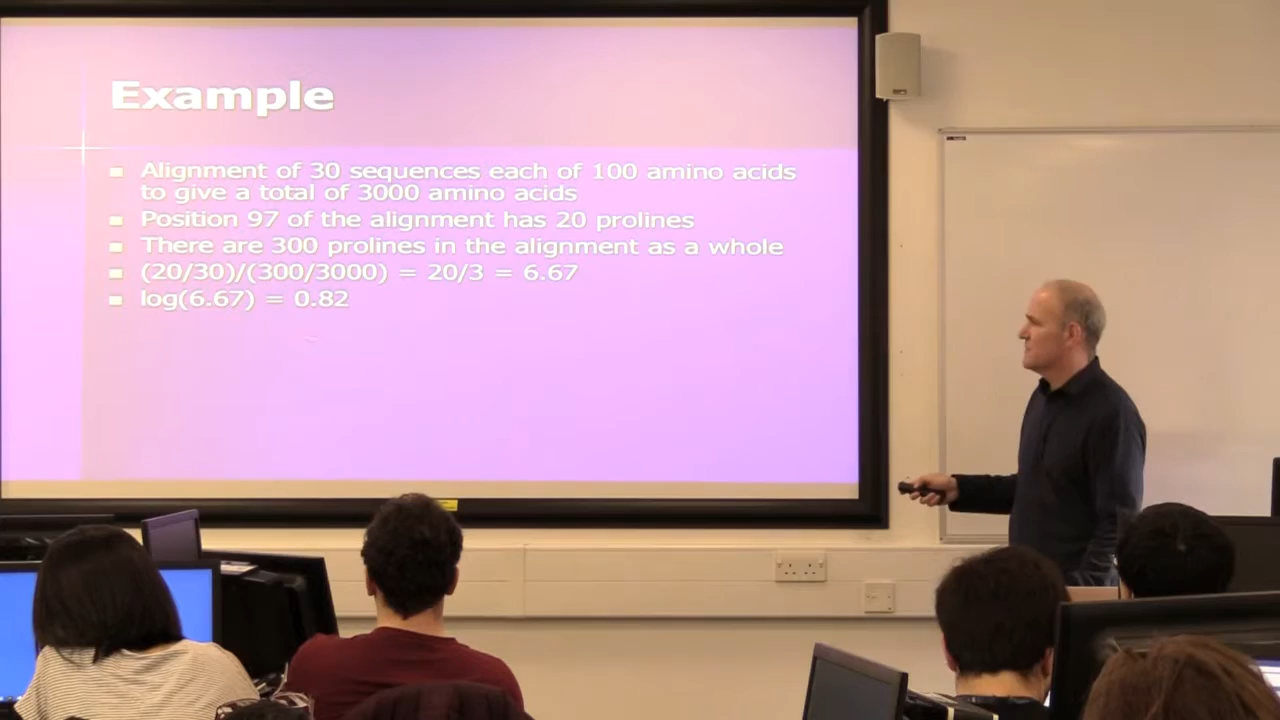 Example
Alignment of 30 sequences each of 100 amino acids
to give a total of 3000 amino acids
Position 97 of the alignment has 20 prolines
There are 300 prolines in the alignment as a whole
(20/30)/(300/3000) = 20/3 = 6.67
log(6.67) = 0.82